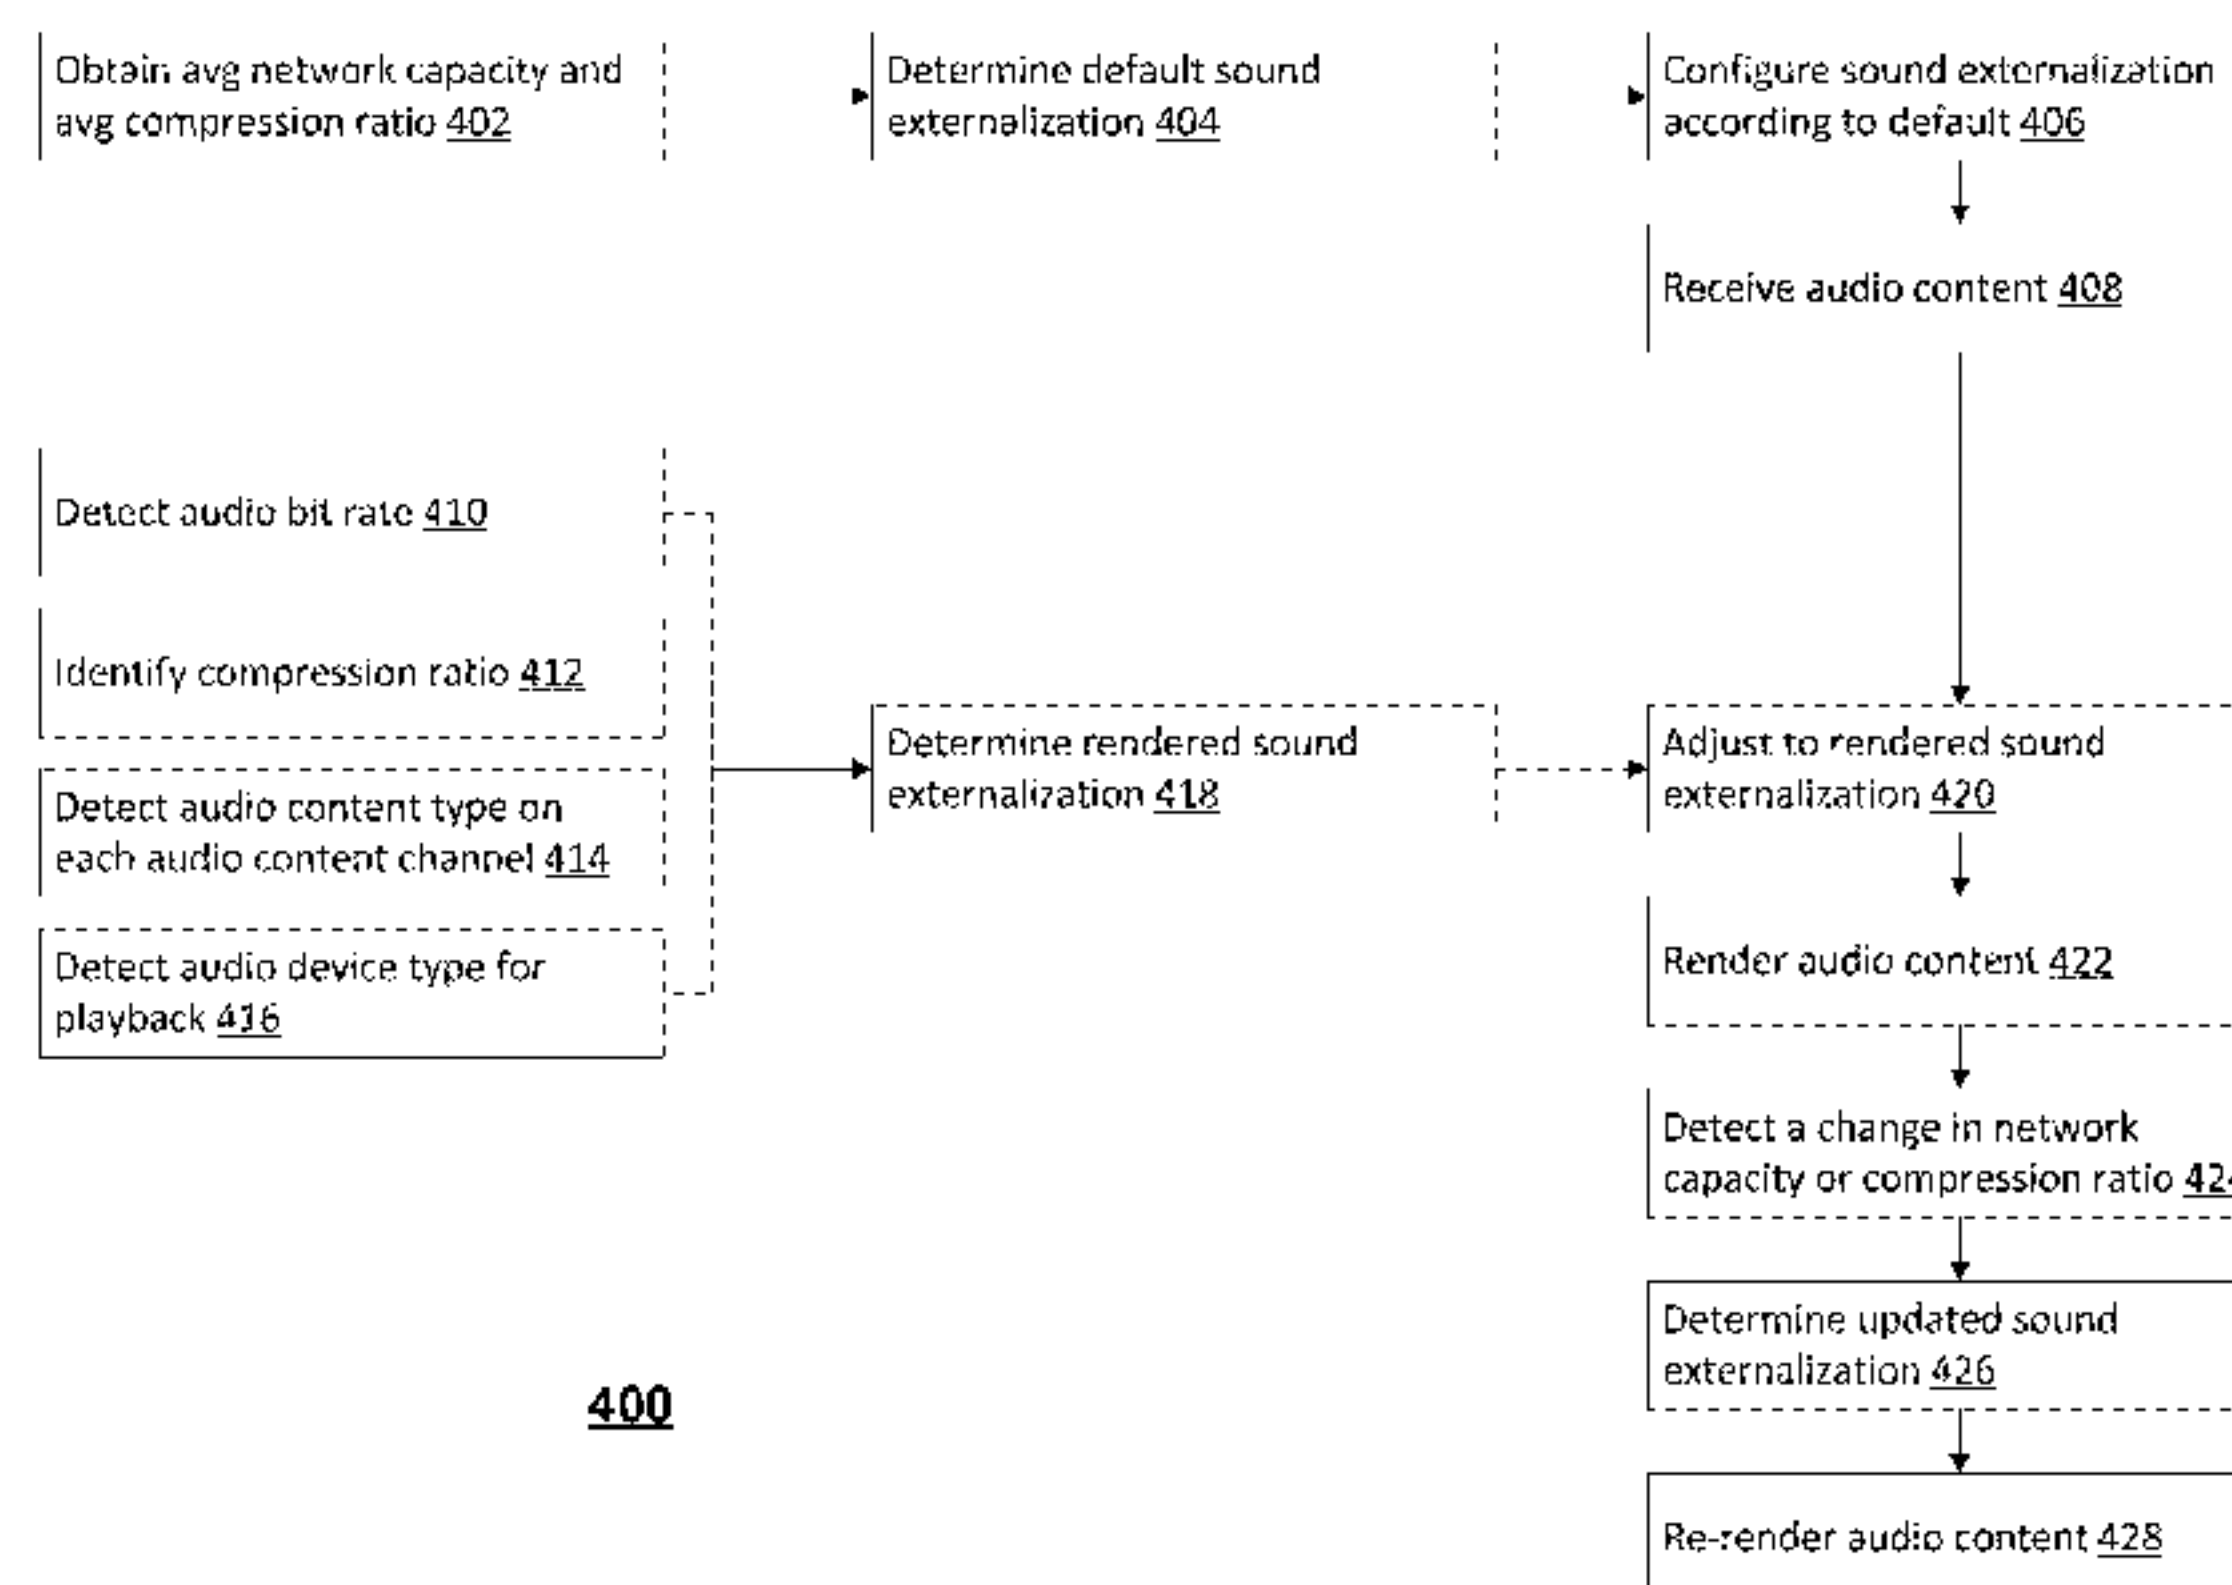 Obtain avg network capacity and
avg compression ratio 402
Determine default sound
externalization 404
Configure sound externalization
according to default 406
Receive audio content 408
Detect audio bit rate 410
Identify compression ratio 412
Detect audio content type on
each audio content channel 414
Detect audio device type for
playback 416
Determine rendered sound
externalization 418
Adjust to rendered sound
externalization 420
Render audio content 422
Detect a change in network
capacity or compression ratio 424
Determine updated sound
externalization 426
Re-render audio content 428
400